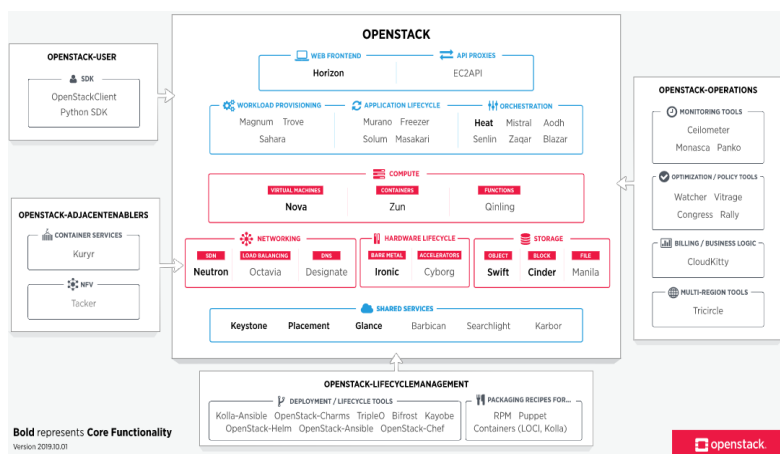 OPENSTACK
WEB FRONTEND
Horizon
API PROXIES
EC2API
WORKLOAD PROVISIONING
Magnum Trove
Sahara
APPLICATION LIFECYCLE
Murano Freezer
Solum Masakari
ORCHESTRATION
Heat Mistral Aodh
Senlin Zaqar Blazar
COMPUTE
VIRTUAL MACHINES
Nova
CONTAINERS
Zun
FUNCTIONS
Qinling
NETWORKING
SDN
Neutron
LOAD BALANCING
Octavia
DNS
Designate
HARDWARE LIFECYCLE
BARE METAL
Ironic
ACCELERATORS
Cyborg
STORAGE
OBJECT
Swift
BLOCK
Cinder
FILE
Manila
SHARED SERVICES
Keystone Placement Glance Barbican Searchlight Karbor
OPENSTACK-USER
SDK
OpenStackClient
Python SDK
OPENSTACK-ADJACENTENABLERS
CONTAINER SERVICES
Kuryr
NFV
Tacker
OPENSTACK-OPERATIONS
MONITORING TOOLS
Ceilometer
Monasca Panko
OPTIMIZATION / POLICY TOOLS
Watcher Vitrage
Congress Rally
BILLING / BUSINESS LOGIC
CloudKitty
MULTI-REGION TOOLS
Tricircle
OPENSTACK-LIFECYCLEMANAGEMENT
DEPLOYMENT / LIFECYCLE TOOLS
Kolla-Ansible OpenStack-Charms TripleO Bifrost Kayobe
OpenStack-Helm OpenStack-Ansible OpenStack-Chef
PACKAGING RECIPES FOR...
RPM Puppet
Containers (LOCI, Kolla)
Bold represents Core Functionality
Version 2019.10.01
openstack.